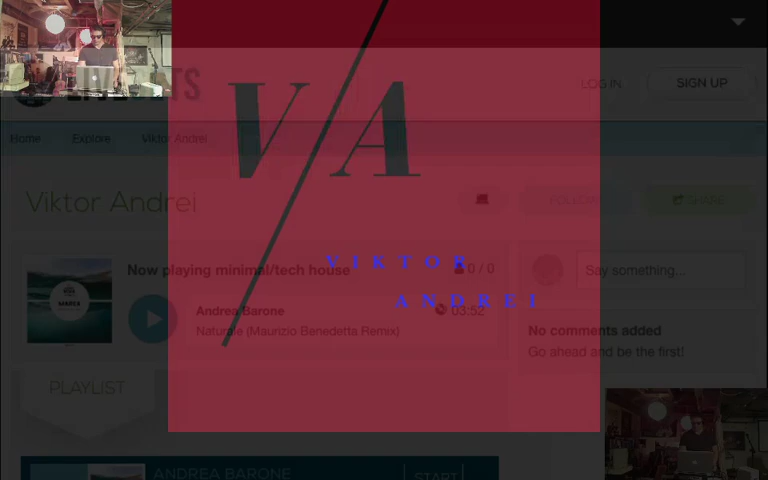 V/A
LOG IN
SIGN UP
Home
Explore
Viktor Andrei
Viktor Andrei
FOLLOW
SHARE
VIKTOR
Now playing minimal/tech house
0 / 0
Say something...
ANDREI
Andrea Barone
03:52
Naturale (Maurizio Benedetta Remix)
No comments added
Go ahead and be the first!
PLAYLIST
ANDREA BARONE
START